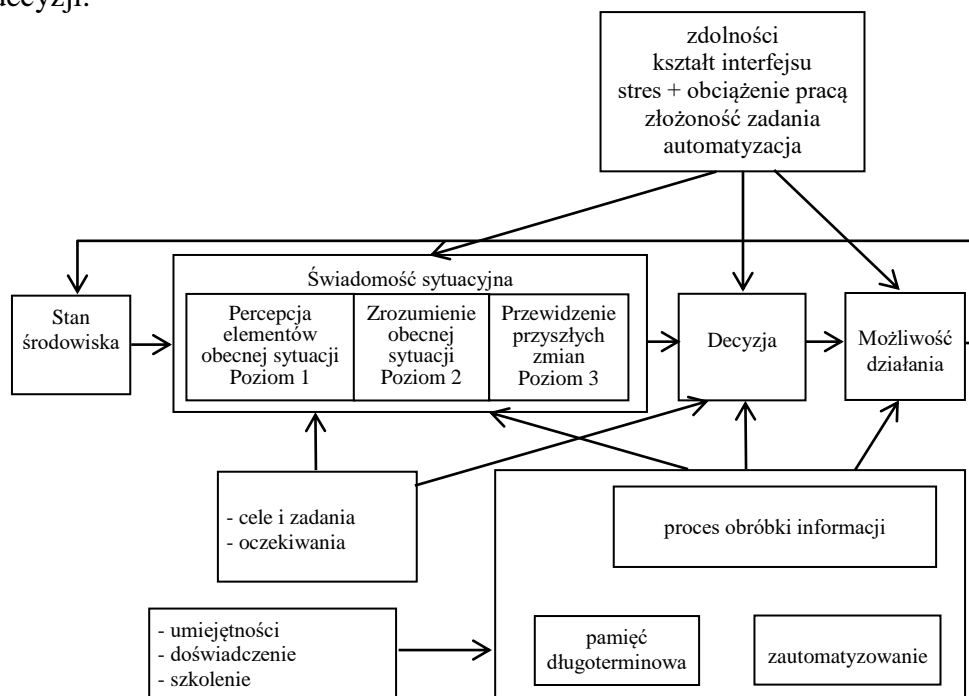 decyzji.
zdolności
kształt interfejsu
stres + obciążenie pracą
złożoność zadania
automatyzacja
Świadomość sytuacyjna
Stan
środowiska
Percepcja
elementów
obecnej sytuacji
Poziom 1
Zrozumienie
obecnej
sytuacji
Poziom 2
Przewidzenie
przyszłych
zmian
Poziom 3
Decyzja
Możliwość
działania
- cele i zadania
- oczekiwania
proces obróbki informacji
- umiejętności
- doświadczenie
- szkolenie
pamięć
długoterminowa
zautomatyzowanie